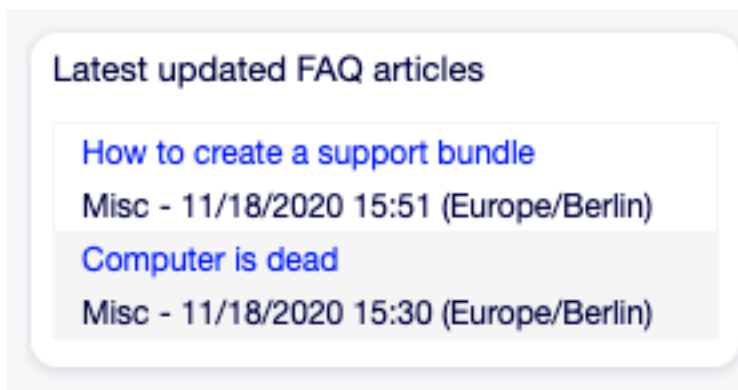 Latest updated FAQ articles
How to create a support bundle
Misc - 11/18/2020 15:51 (Europe/Berlin)
Computer is dead
Misc - 11/18/2020 15:30 (Europe/Berlin)